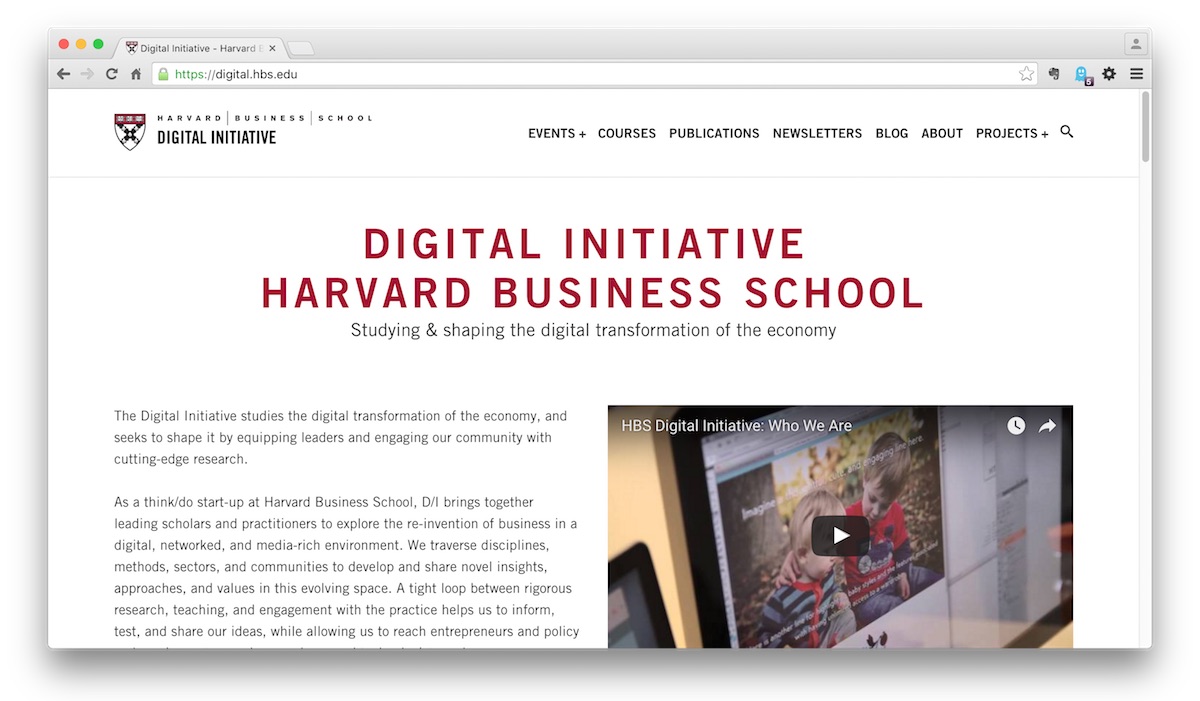 Digital Initiative - Harvard
https://digital.hbs.edu
6
HARVARD | BUSINESS | SCHOOL
DIGITAL INITIATIVE
EVENTS + COURSES PUBLICATIONS NEWSLETTERS BLOG ABOUT PROJECTS +
DIGITAL INITIATIVE
HARVARD BUSINESS SCHOOL
Studying & shaping the digital transformation of the economy
The Digital Initiative studies the digital transformation of the economy, and
seeks to shape it by equipping leaders and engaging our community with
cutting-edge research.
As a think/do start-up at Harvard Business School, D/I brings together
leading scholars and practitioners to explore the re-invention of business in a
digital, networked, and media-rich environment. We traverse disciplines,
methods, sectors, and communities to develop and share novel insights,
approaches, and values in this evolving space. A tight loop between rigorous
research, teaching, and engagement with the practice helps us to inform,
test, and share our ideas, while allowing us to reach entrepreneurs and policy
HBS Digital Initiative: Who We Are
Imagine and engaging line here.